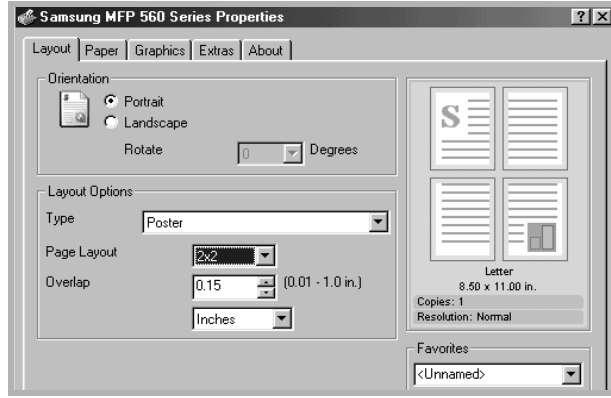 Samsung MFP 560 Series Properties
Layout Paper Graphics Extras About
Orientation
Portrait
Landscape
Rotate 0 Degrees
Layout Options
Type Poster
Page Layout 2x2
Overlap 0.15 (0.01 - 1.0 in.)
Inches
S
Letter
8.50 x 11.00 in.
Copies: 1
Resolution: Normal
Favorites
<Unnamed>